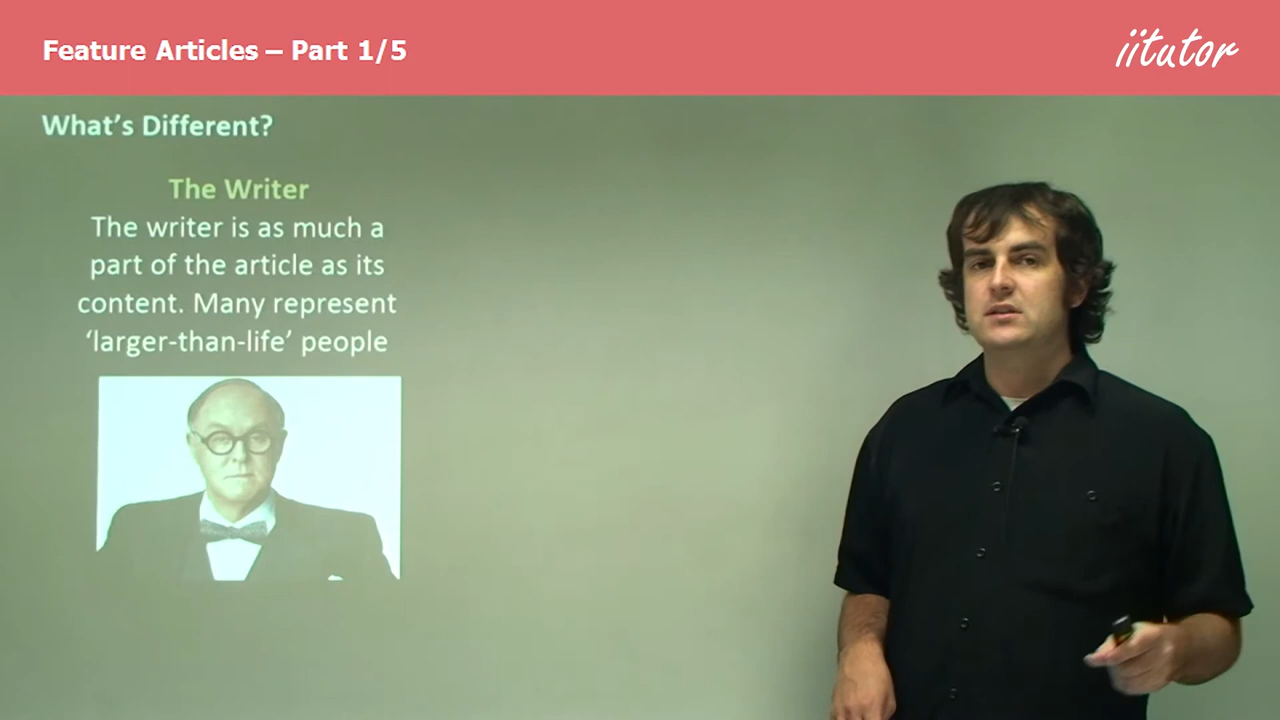 Feature Articles – Part 1/5
iitutor
What's Different?
The Writer
The writer is as much a
part of the article as its
content. Many represent
‘larger-than-life’ people